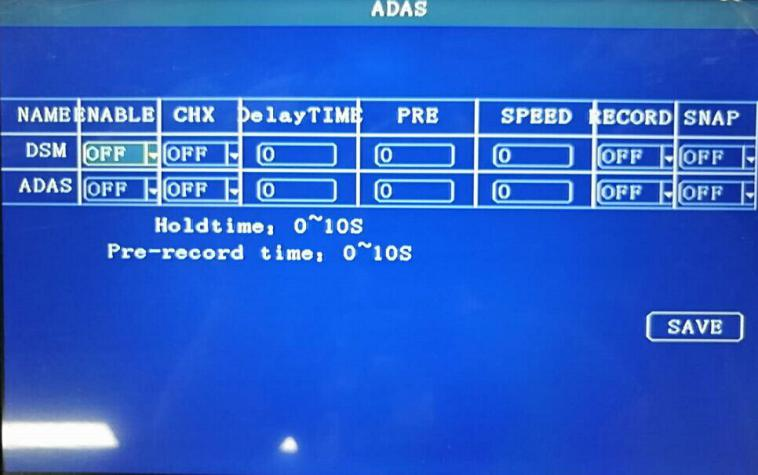 ADAS
NAME ENABLE CHX DelayTIME PRE SPEED RECORD SNAP
DSM OFF OFF 0 0 0 OFF OFF
ADAS OFF OFF 0 0 0 OFF OFF
Holdtime: 0~10S
Pre-record time: 0~10S
SAVE